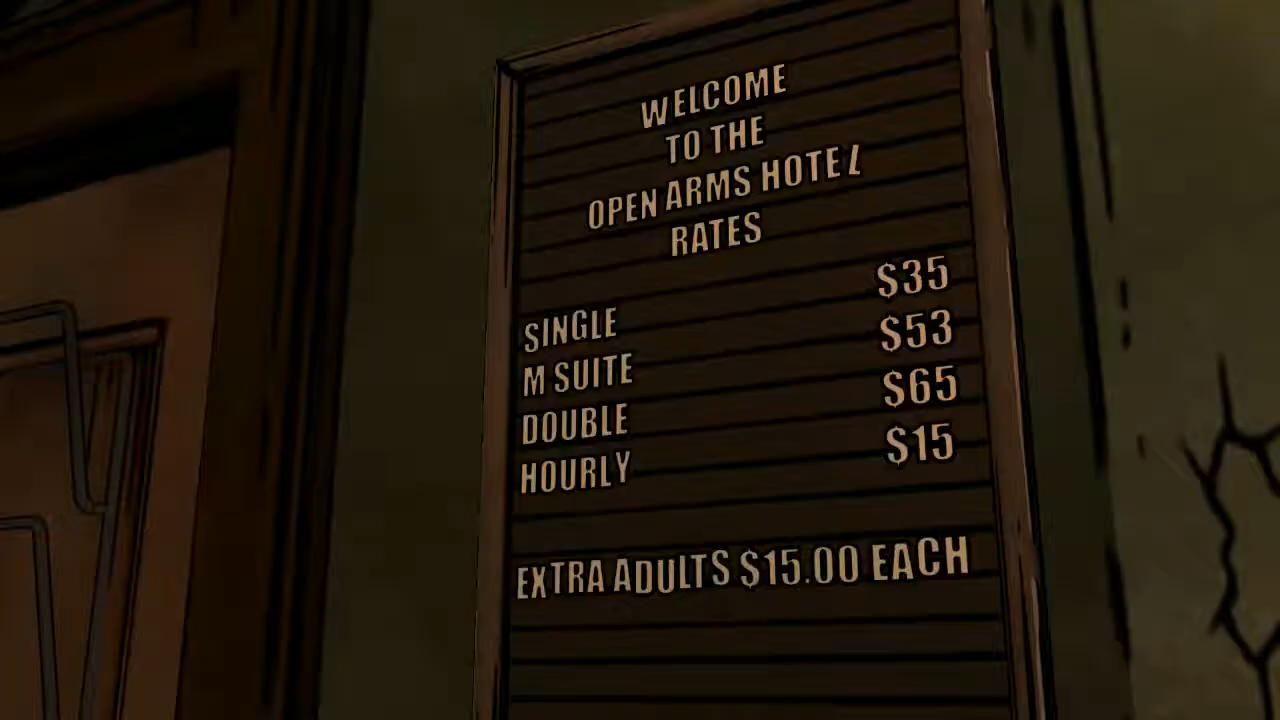 WELCOME
TO THE
OPEN ARMS HOTEL
RATES
SINGLE $35
M SUITE $53
DOUBLE $65
HOURLY $15
EXTRA ADULTS $15.00 EACH